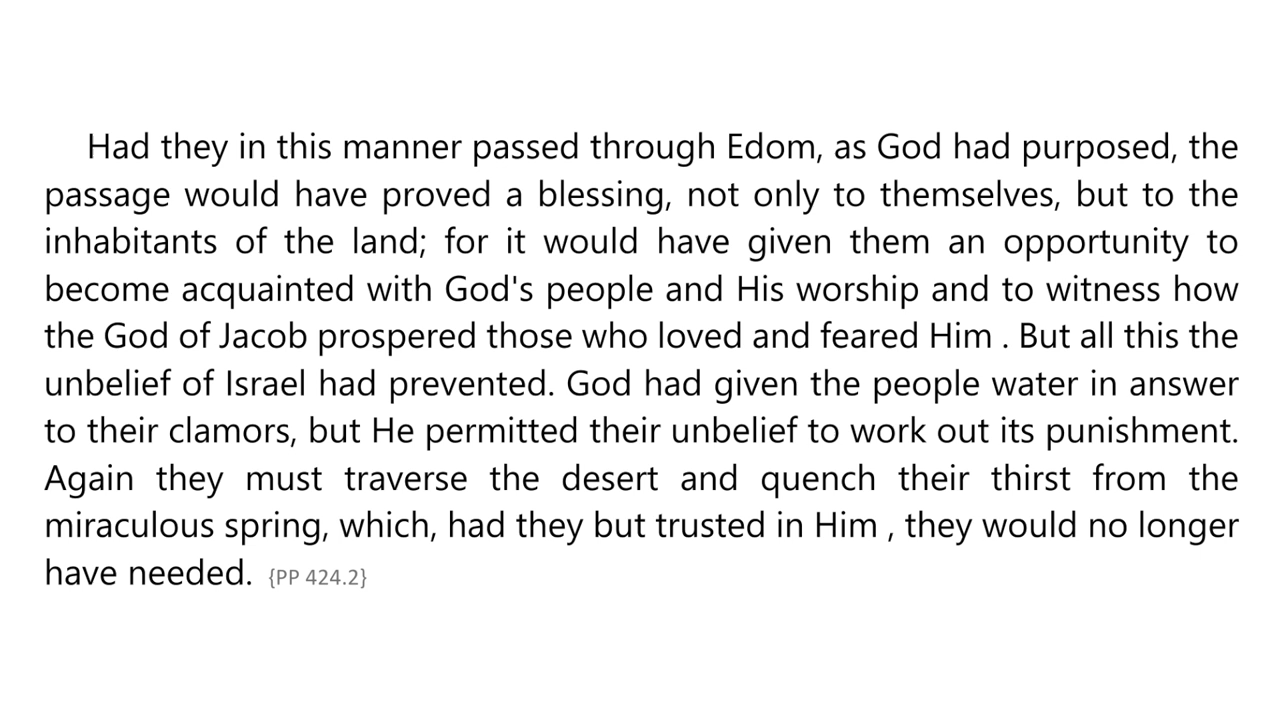 Had they in this manner passed through Edom, as God had purposed, the
passage would have proved a blessing, not only to themselves, but to the
inhabitants of the land; for it would have given them an opportunity to
become acquainted with God's people and His worship and to witness how
the God of Jacob prospered those who loved and feared Him . But all this the
unbelief of Israel had prevented. God had given the people water in answer
to their clamors, but He permitted their unbelief to work out its punishment.
Again they must traverse the desert and quench their thirst from the
miraculous spring, which, had they but trusted in Him , they would no longer
have needed. {PP 424.2}